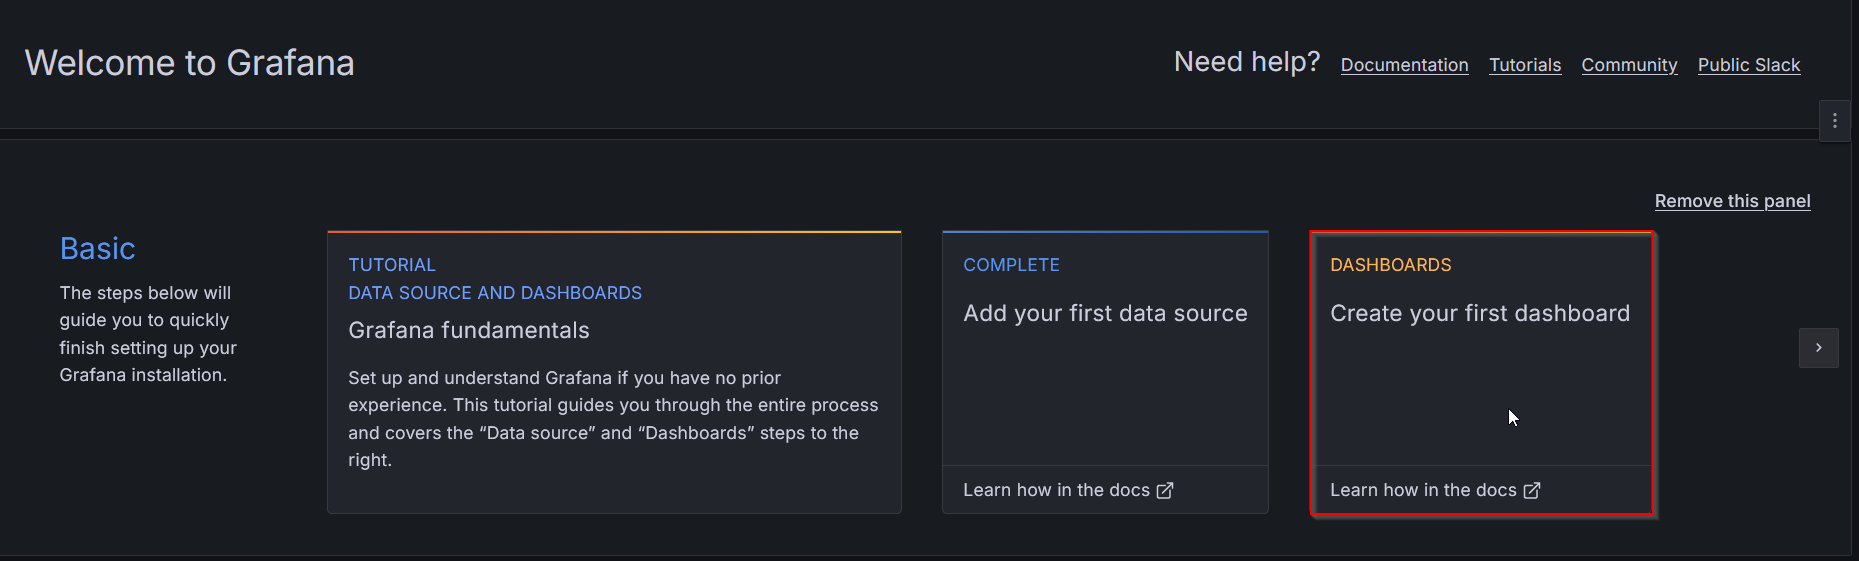 Welcome to Grafana
Need help? Documentation Tutorials Community Public Slack
Remove this panel
Basic
The steps below will
guide you to quickly
finish setting up your
Grafana installation.
TUTORIAL
DATA SOURCE AND DASHBOARDS
Grafana fundamentals
Set up and understand Grafana if you have no prior
experience. This tutorial guides you through the entire process
and covers the “Data source” and “Dashboards” steps to the
right.
COMPLETE
Add your first data source
Learn how in the docs
DASHBOARDS
Create your first dashboard
Learn how in the docs